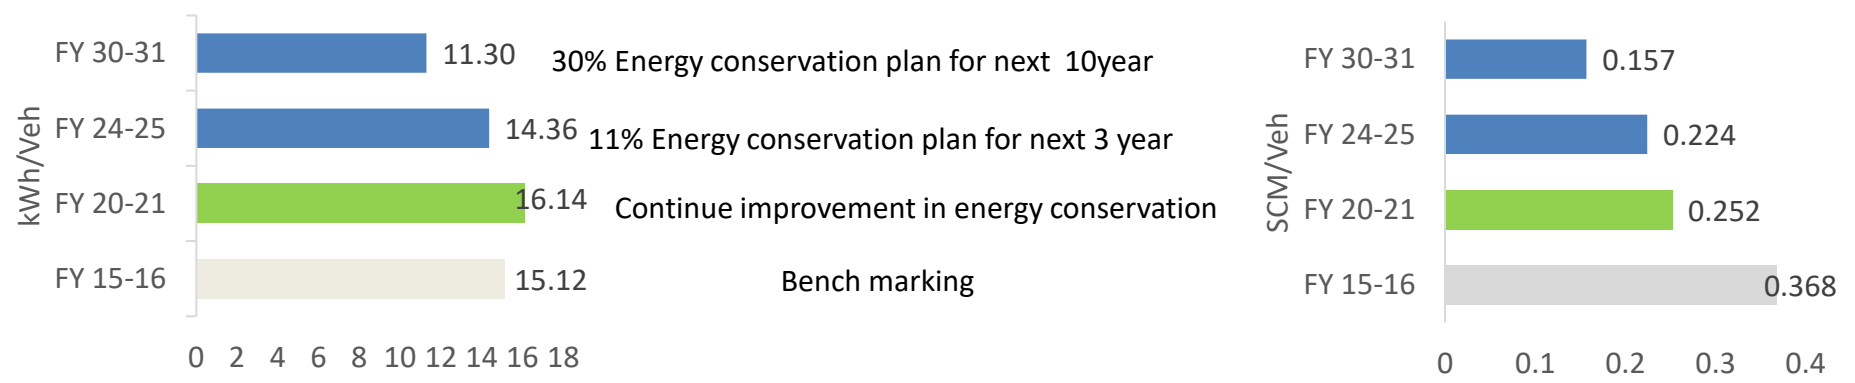 kWh/Veh
FY 30-31
11.30
30% Energy conservation plan for next  10year
FY 24-25
14.36
11% Energy conservation plan for next 3 year
FY 20-21
16.14
Continue improvement in energy conservation
FY 15-16
15.12
Bench marking
0 2 4 6 8 10 12 14 16 18
SCM/Veh
FY 30-31
0.157
FY 24-25
0.224
FY 20-21
0.252
FY 15-16
0.368
0 0.1 0.2 0.3 0.4